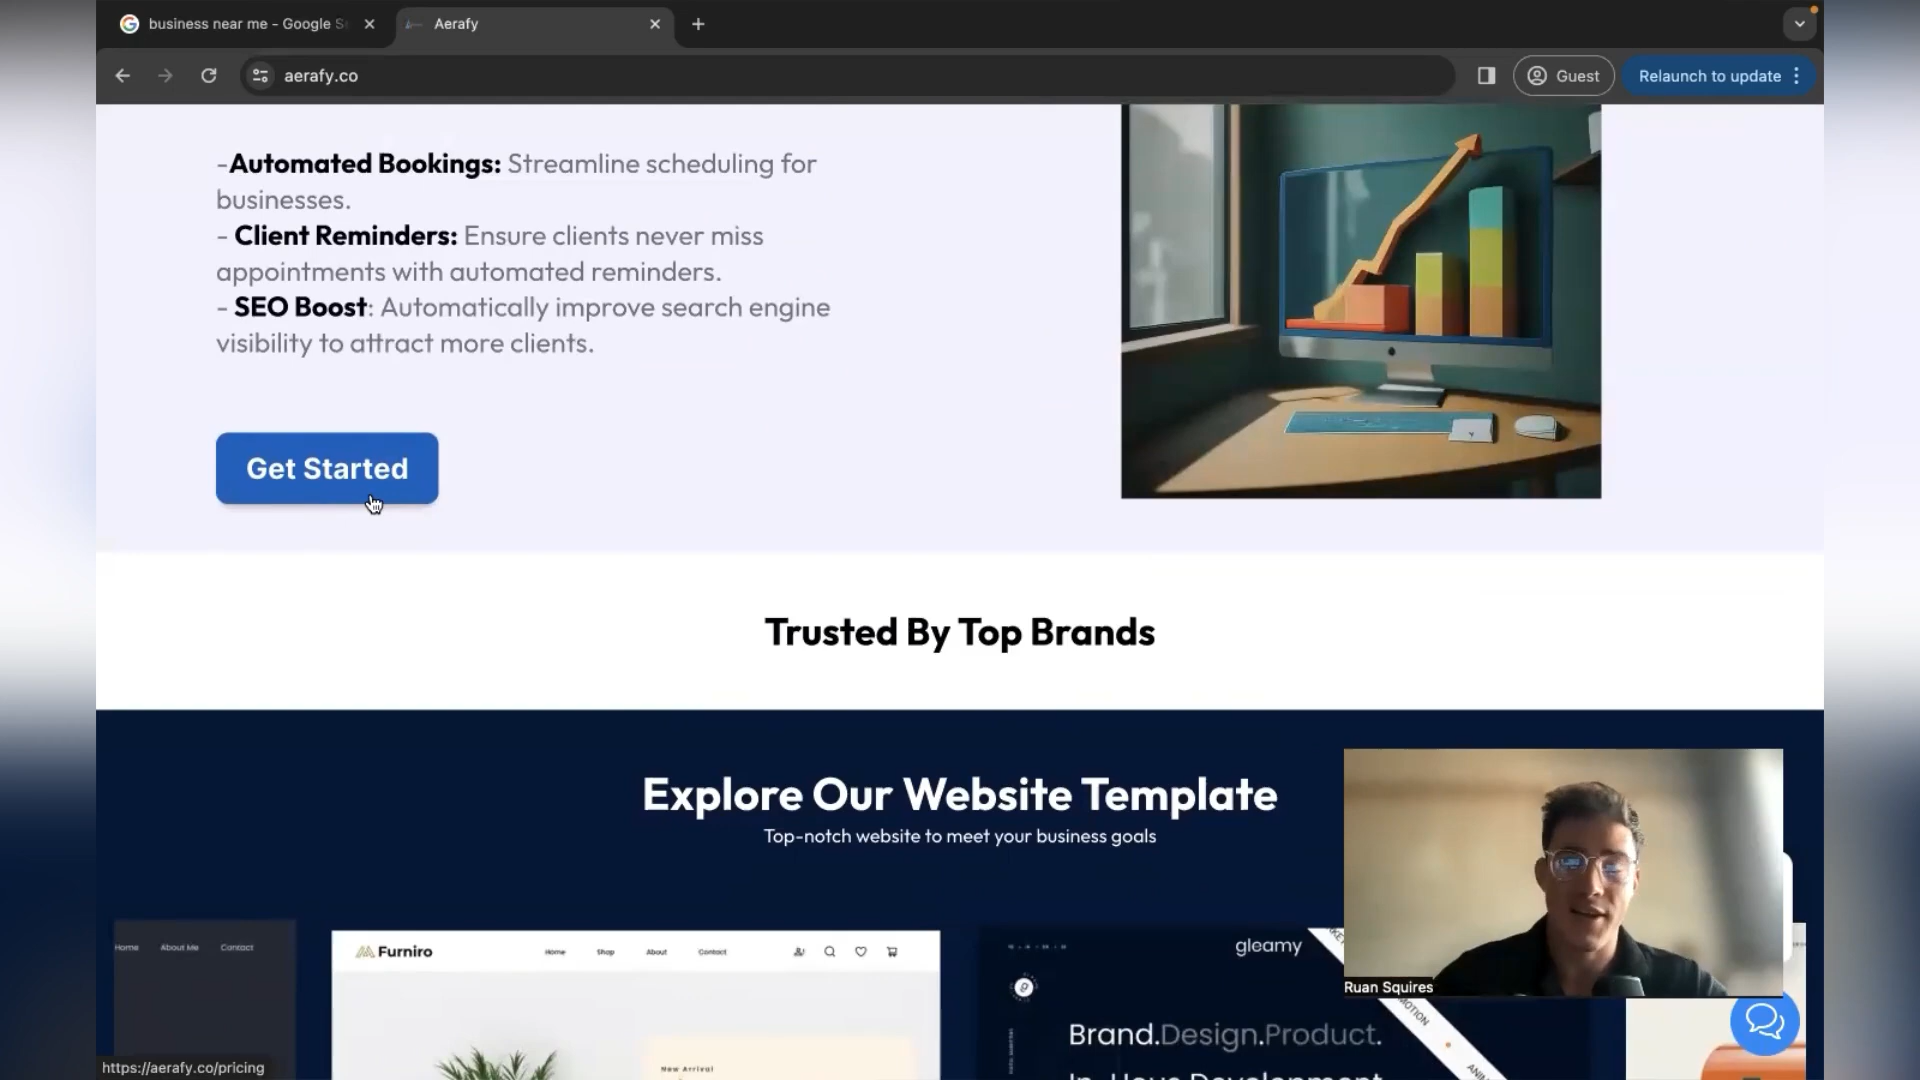 business near me - Google S
Aerafy
aerafy.co
Guest
Relaunch to update
-Automated Bookings: Streamline scheduling for
businesses.
- Client Reminders: Ensure clients never miss
appointments with automated reminders.
- SEO Boost: Automatically improve search engine
visibility to attract more clients.
Get Started
Trusted By Top Brands
Explore Our Website Template
Top-notch website to meet your business goals
Home About Me Contact
Furniro
Home Shop About Contact
gleamy
Ruan Squires
MOTION
Brand.Design.Product.
In-Hous Development
New Arrival
https://aerafy.co/pricing